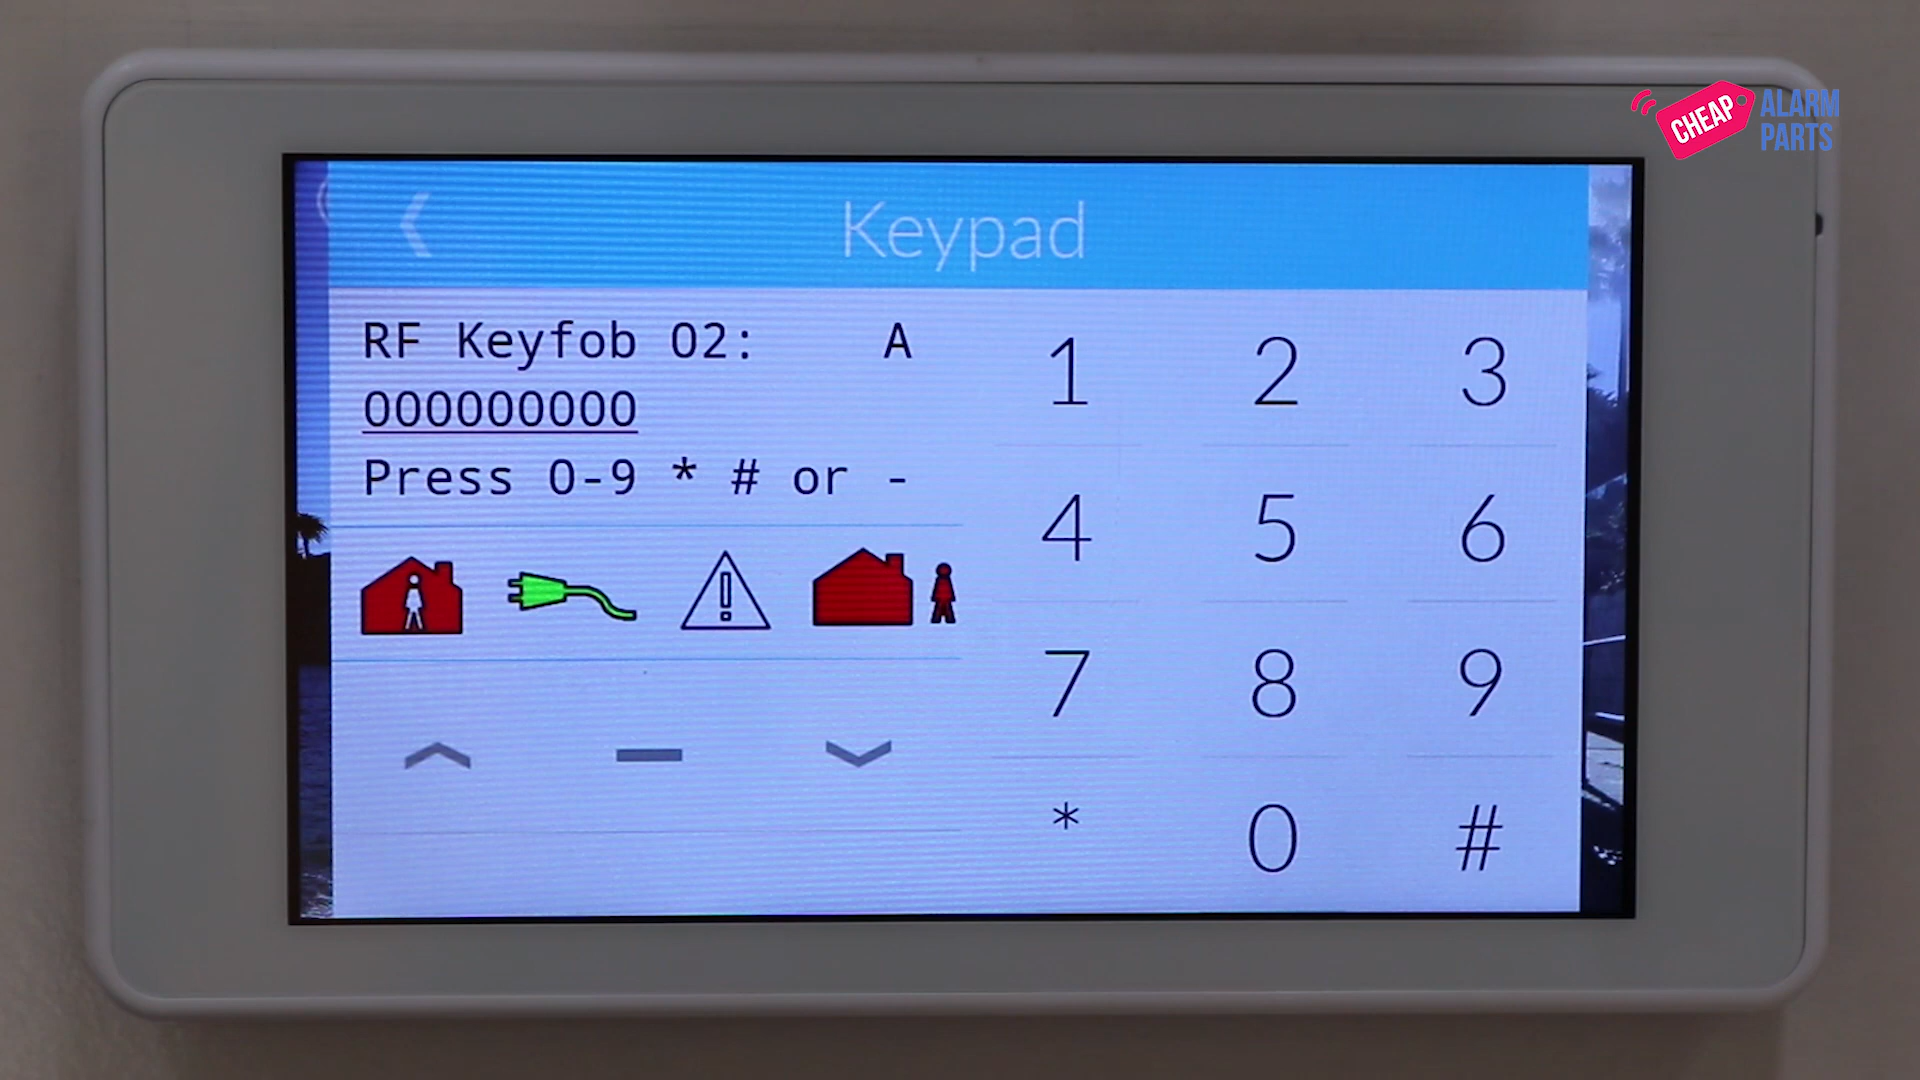 CHEAP
ALARM
PARTS
Keypad
RF Keyfob 02: A
000000000
Press 0-9 * # or -
1 2 3
4 5 6
7 8 9
* 0 #